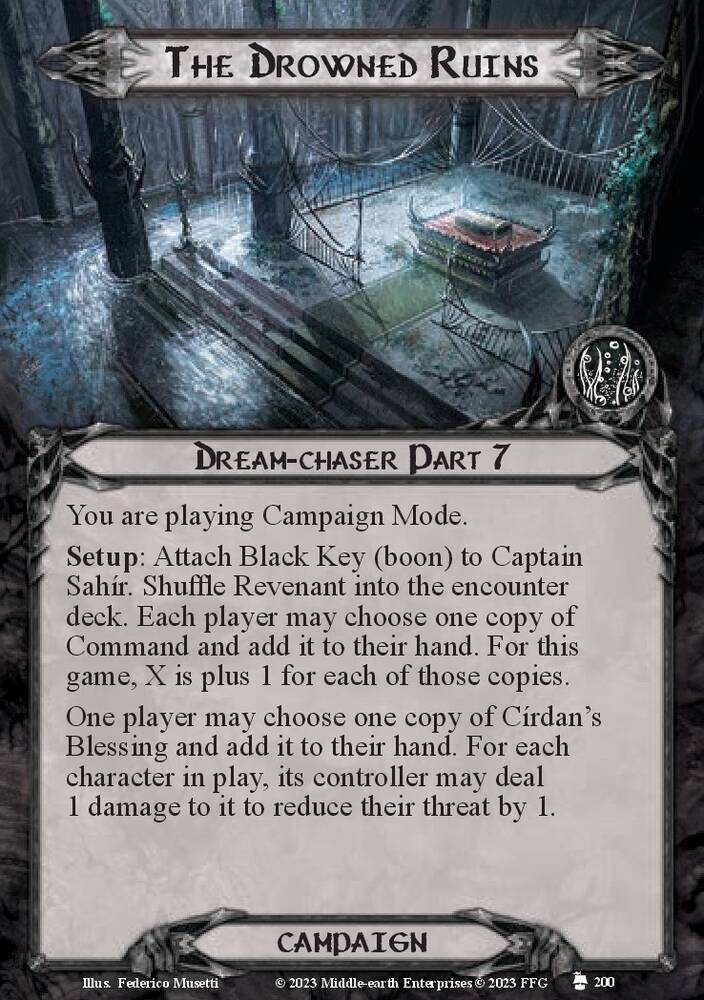 The Drowned Ruins
Dream-chaser Part 7
You are playing Campaign Mode.
Setup: Attach Black Key (boon) to Captain
Sahír. Shuffle Revenant into the encounter
deck. Each player may choose one copy of
Command and add it to their hand. For this
game, X is plus 1 for each of those copies.
One player may choose one copy of Círdan's
Blessing and add it to their hand. For each
character in play, its controller may deal
1 damage to it to reduce their threat by 1.
CAMPAIGN
Illus. Federico Musetti © 2023 Middle-earth Enterprises © 2023 FFG 200